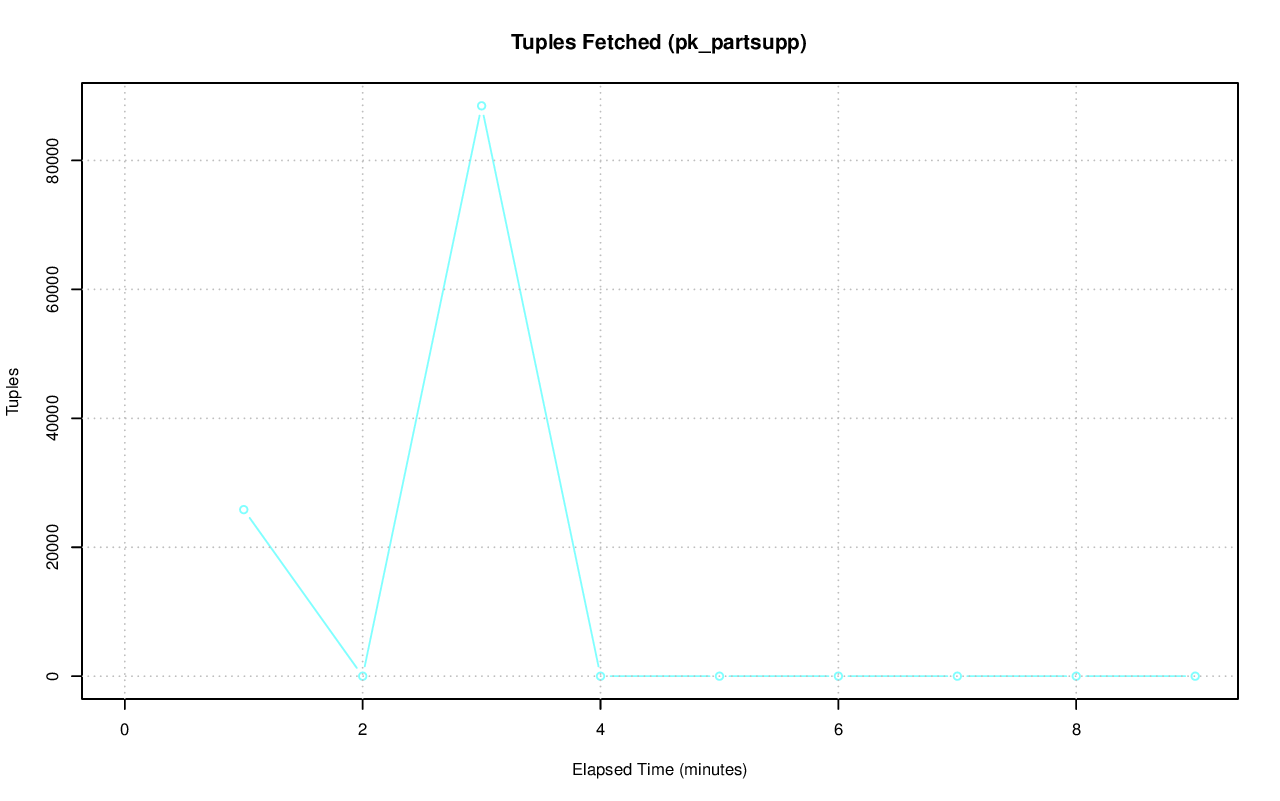 Tuples Fetched (pk_partsupp)
Tuples
80000
60000
40000
20000
0
0 2 4 6 8
Elapsed Time (minutes)